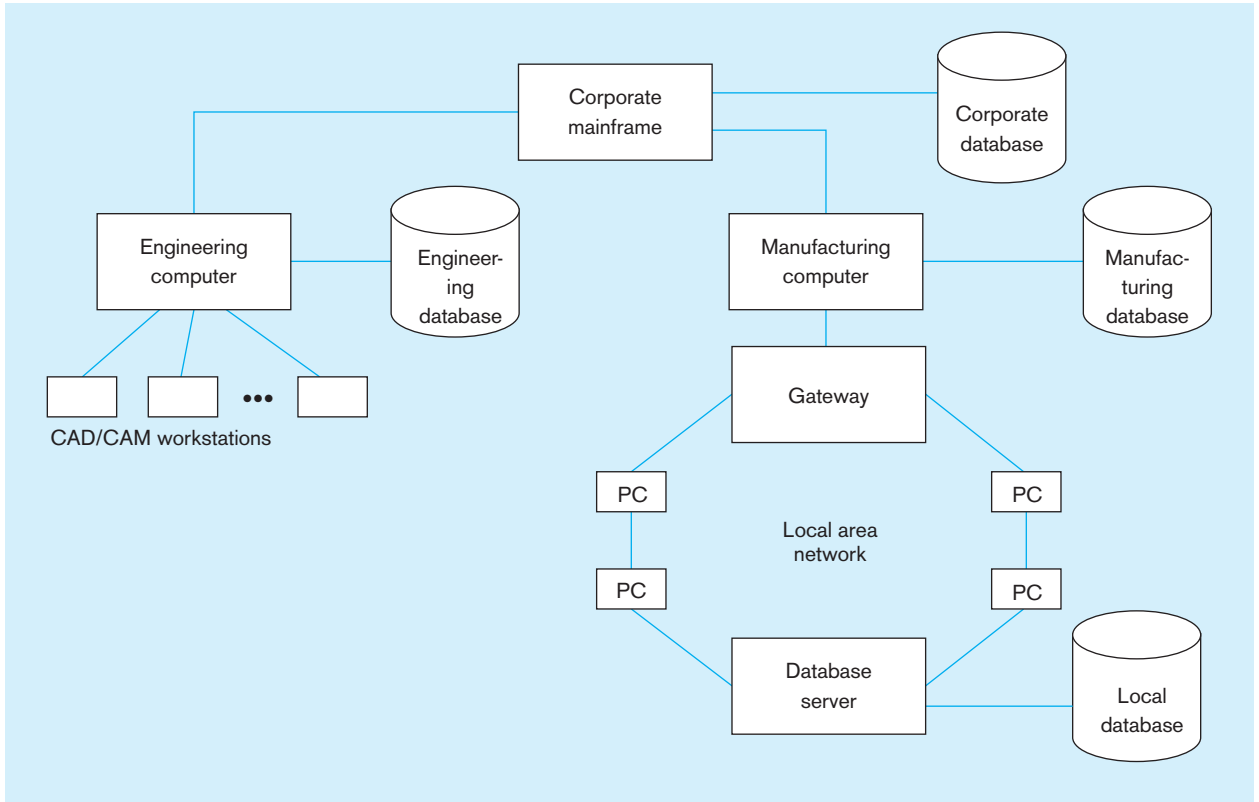 Corporate
mainframe
Corporate
database
Engineering
computer
Engineer-
ing
database
Manufacturing
computer
Manufac-
turing
database
CAD/CAM workstations
Gateway
PC
PC
Local area
network
PC
PC
Database
server
Local
database